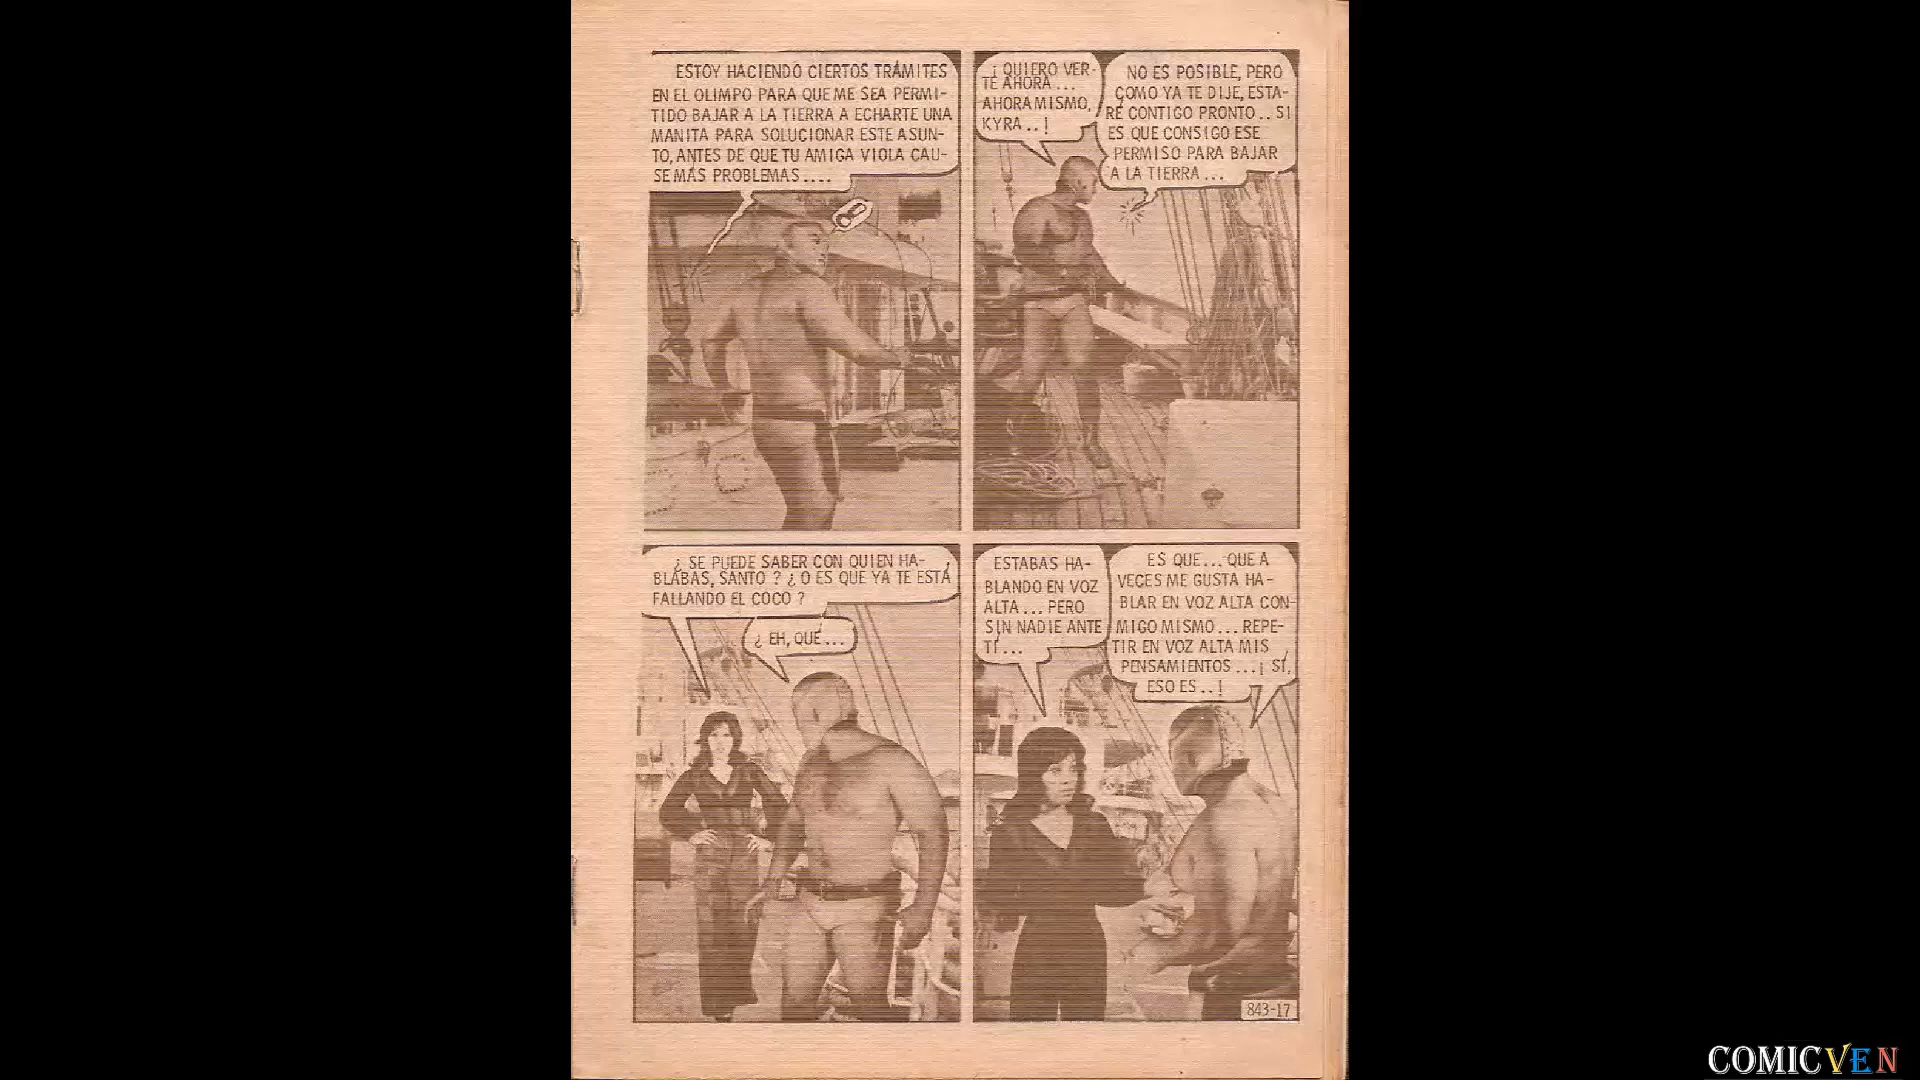 ESTOY HACIENDO CIERTOS TRÁMITES
EN EL OLIMPO PARA QUE ME SEA PERMI-
TIDO BAJAR A LA TIERRA A ECHARTE UNA
MANITA PARA SOLUCIONAR ESTE ASUN-
TO, ANTES DE QUE TU AMIGA VIOLA CAU-
SE MÁS PROBLEMAS....
¡ QUIERO VER-
TE AHORA...
AHORA MISMO,
KYRA..!
NO ES POSIBLE, PERO
COMO YA TE DIJE, ESTA-
RÉ CONTIGO PRONTO.. SI
ES QUE CONSIGO ESE
PERMISO PARA BAJAR
A LA TIERRA...
¿ SE PUEDE SABER CON QUIEN HA-
BLABAS, SANTO ? ¿ O ES QUE YA TE ESTÁ
FALLANDO EL COCO ?
¿ EH, QUÉ...
ESTABAS HA-
BLANDO EN VOZ
ALTA... PERO
SIN NADIE ANTE
TÍ...
ES QUE... QUE A
VECES ME GUSTA HA-
BLAR EN VOZ ALTA CON-
MIGO MISMO... REPE-
TIR EN VOZ ALTA MIS
PENSAMIENTOS...¡ SÍ,
ESO ES..!
843-17
COMICVEN